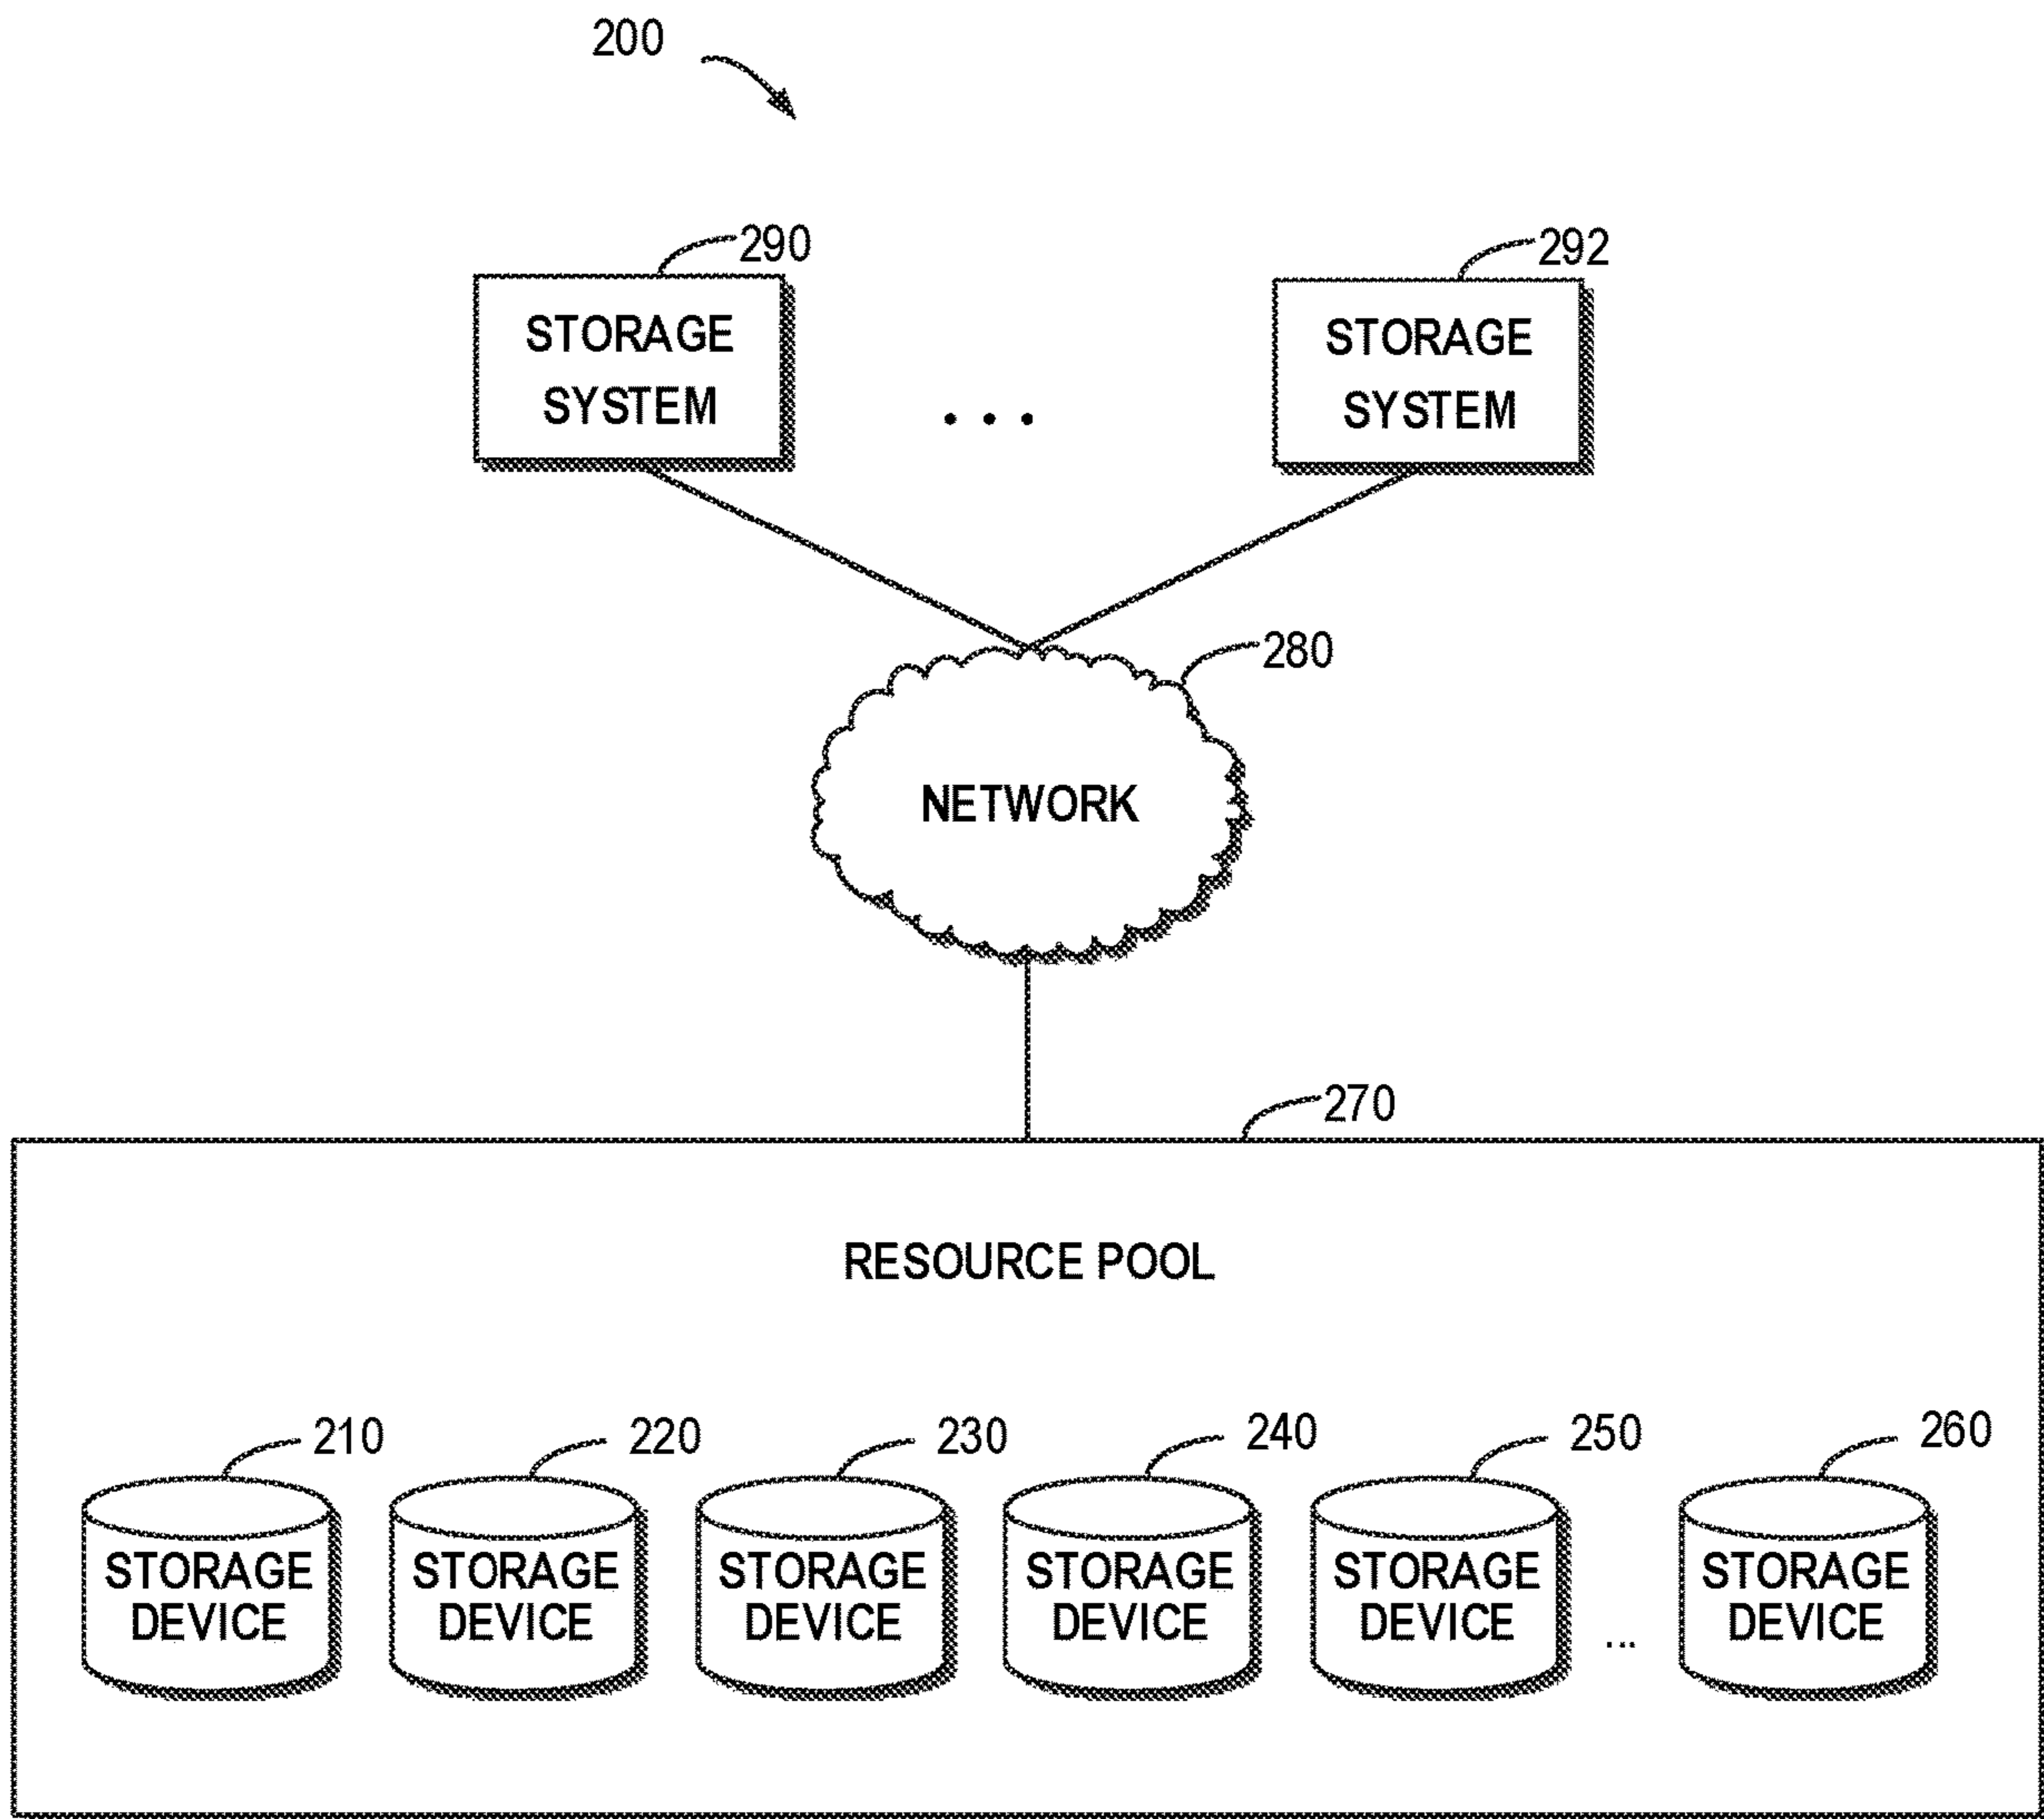 200
290
292
STORAGE
SYSTEM
...
STORAGE
SYSTEM
280
NETWORK
270
RESOURCE POOL
210
220
230
240
250
260
STORAGE
DEVICE
STORAGE
DEVICE
STORAGE
DEVICE
STORAGE
DEVICE
STORAGE
DEVICE
...
STORAGE
DEVICE